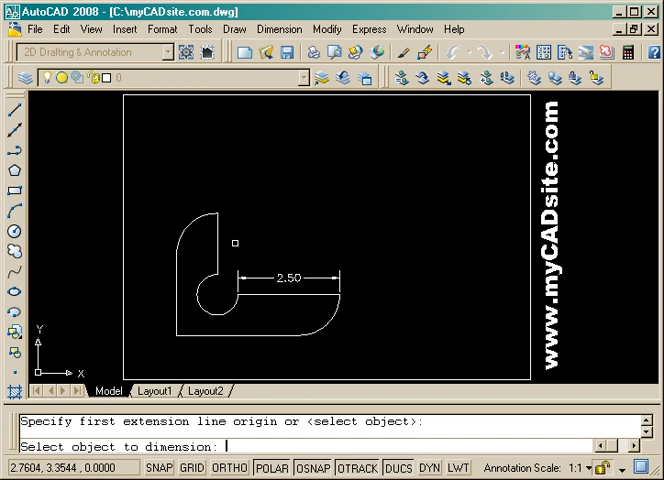 AutoCAD 2008 - [C:\myCADsite.com.dwg]
File Edit View Insert Format Tools Draw Dimension Modify Express Window Help
2D Drafting & Annotation
0
www.myCADsite.com
2.50
Y
X
Model Layout1 Layout2
Specify first extension line origin or <select object>:
Select object to dimension:
2.7604, 3.3544 , 0.0000 SNAP GRID ORTHO POLAR OSNAP OTRACK DUCS DYN LWT Annotation Scale: 1:1